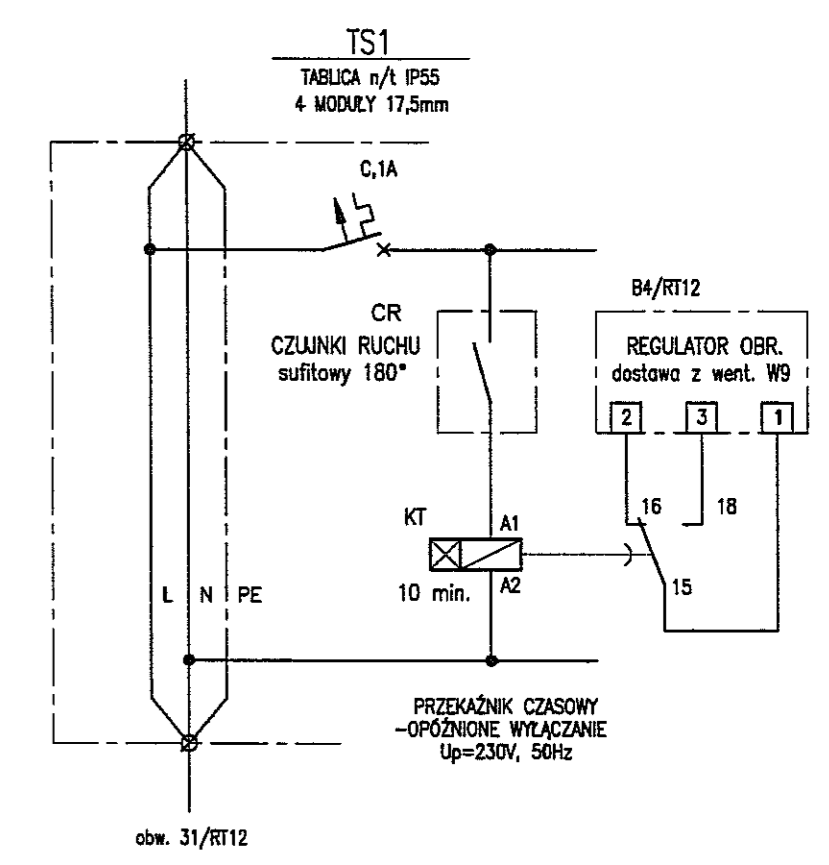 TS1
TABLICA n/t IP55
4 MODUŁY 17,5mm
C,1A
B4/RT12
CR
CZUJNKI RUCHU
sufitowy 180°
REGULATOR OBR.
dostawa z went. W9
2 3 1
16 18
KT
A1
A2
15
10 min.
L N PE
PRZEKAŹNIK CZASOWY
-OPÓŹNIONE WYŁĄCZANIE
Up=230V, 50Hz
obw. 31/RT12